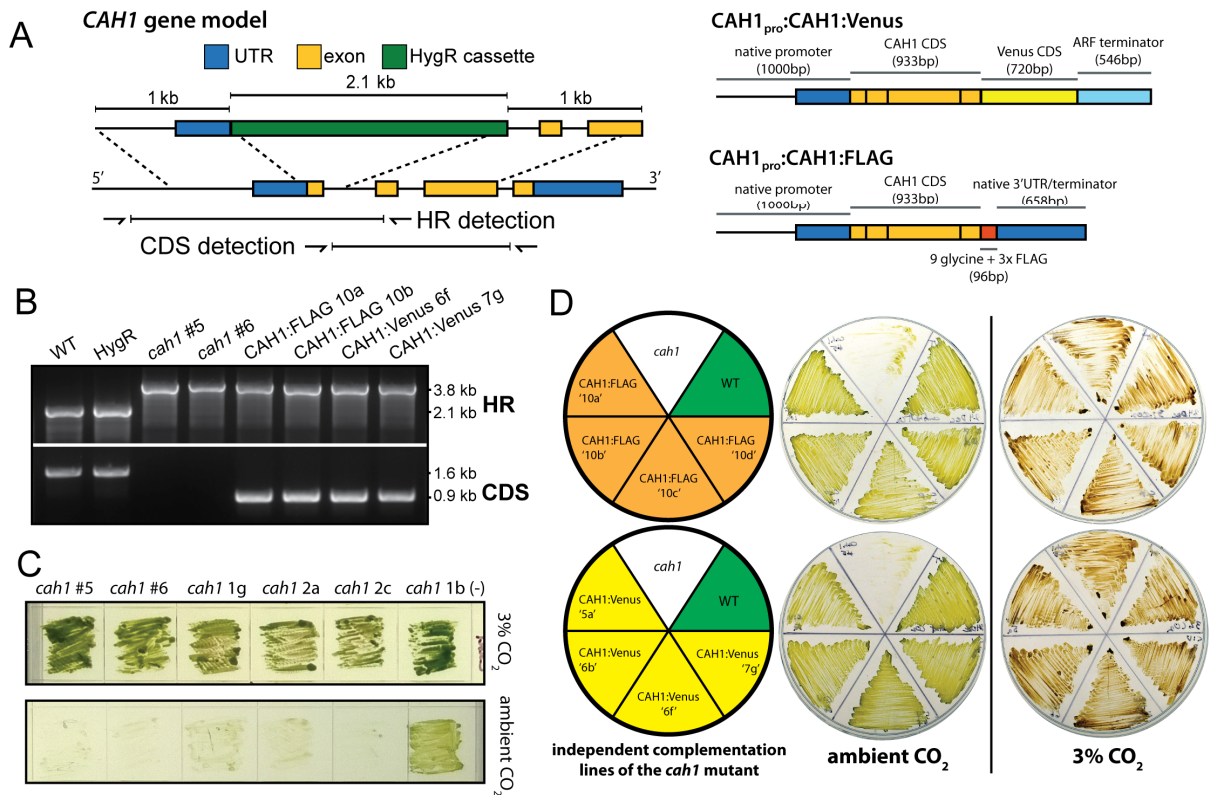 A
CAH1 gene model
UTR
exon
HygR cassette
2.1 kb
1 kb
1 kb
5′
3′
HR detection
CDS detection
CAH1pro:CAH1:Venus
native promoter
(1000bp)
CAH1 CDS
(933bp)
Venus CDS
(720bp)
ARF terminator
(546bp)
CAH1pro:CAH1:FLAG
native promoter
(1000bp)
CAH1 CDS
(933bp)
native 3'UTR/terminator
(658bp)
9 glycine + 3x FLAG
(96bp)
B
WT
HygR
cah1 #5
cah1 #6
CAH1:FLAG 10a
CAH1:FLAG 10b
CAH1:Venus 6f
CAH1:Venus 7g
3.8 kb
2.1 kb
HR
1.6 kb
0.9 kb
CDS
C
cah1 #5 cah1 #6 cah1 1g cah1 2a cah1 2c cah1 1b (-)
3% CO2
ambient CO2
D
cah1
WT
CAH1:FLAG
'10a'
CAH1:FLAG
'10b'
CAH1:FLAG
'10c'
CAH1:FLAG
'10d'
cah1
WT
CAH1:Venus
'5a'
CAH1:Venus
'6b'
CAH1:Venus
'6f'
CAH1:Venus
'7g'
independent complementation
lines of the cah1 mutant
ambient CO2
3% CO2